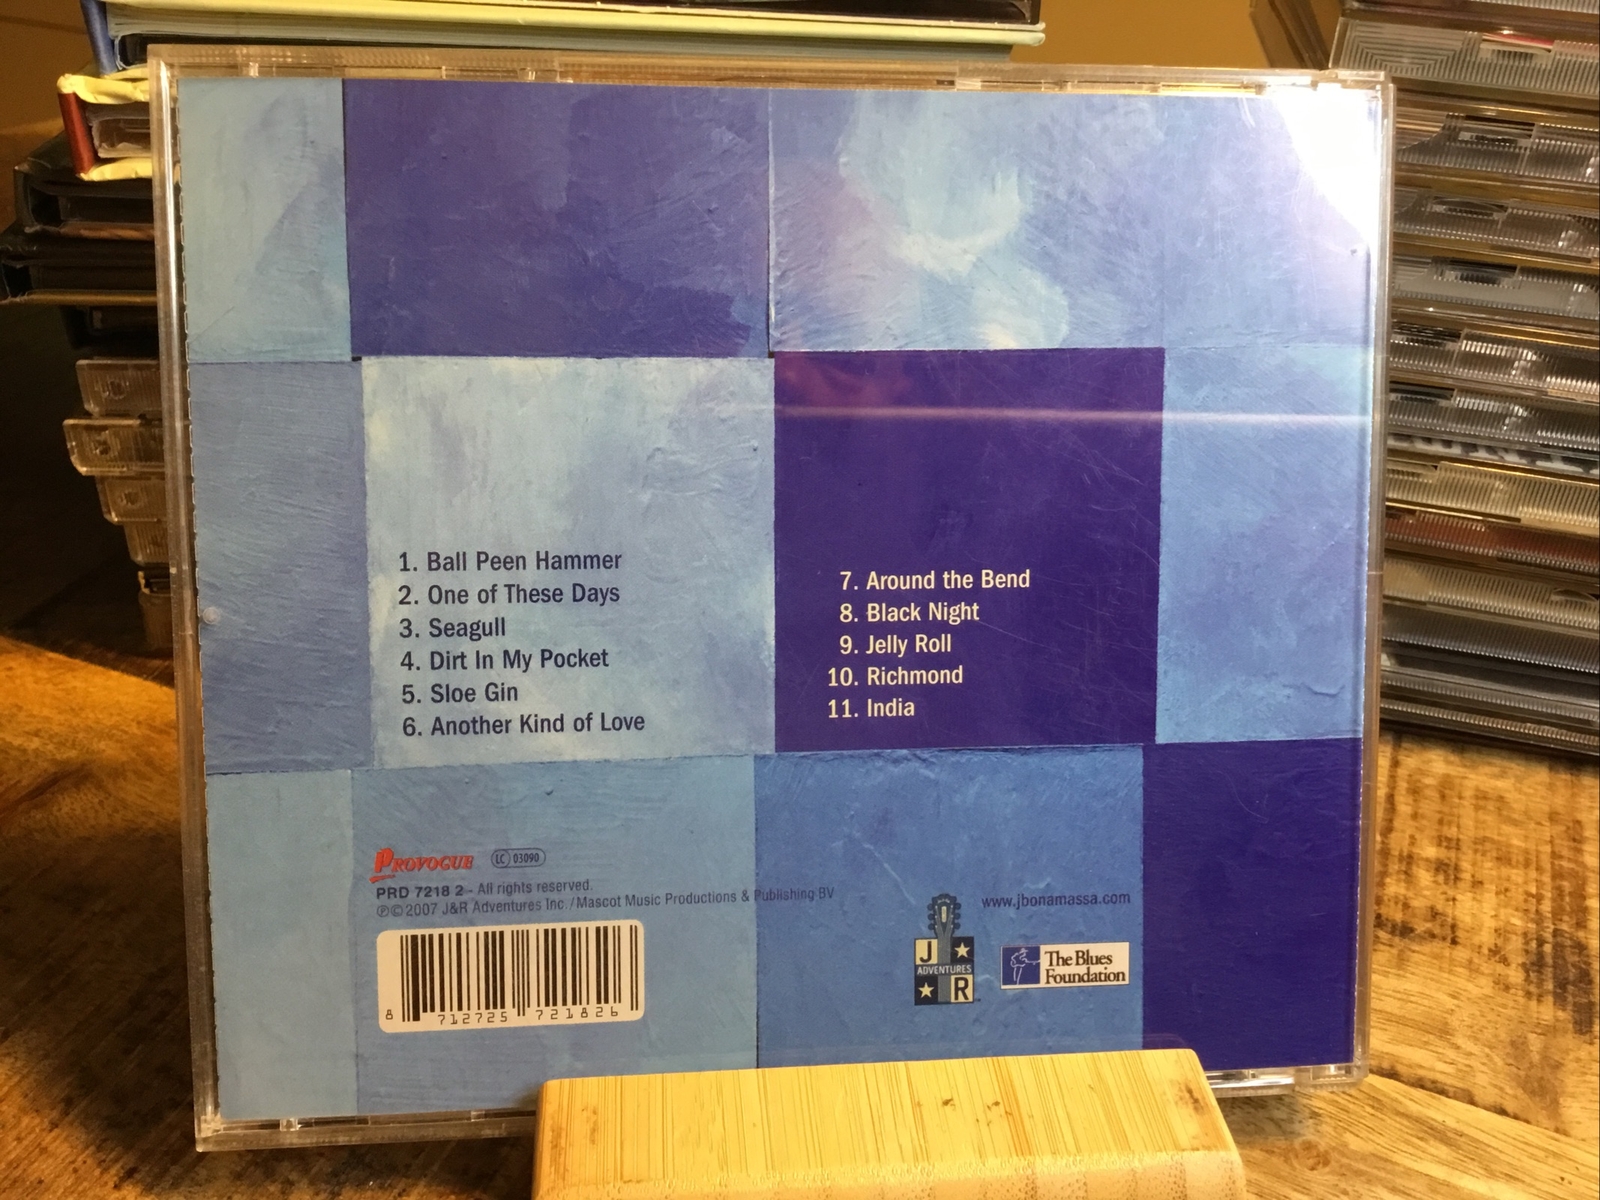 1. Ball Peen Hammer
2. One of These Days
3. Seagull
4. Dirt In My Pocket
5. Sloe Gin
6. Another Kind of Love
7. Around the Bend
8. Black Night
9. Jelly Roll
10. Richmond
11. India
PROVOGUE LC 03090
PRD 7218 2 - All rights reserved.
℗©2007 J&R Adventures Inc. / Mascot Music Productions & Publishing BV
8 712725 721826
www.jbonamassa.com
J
ADVENTURES
R
The Blues
Foundation